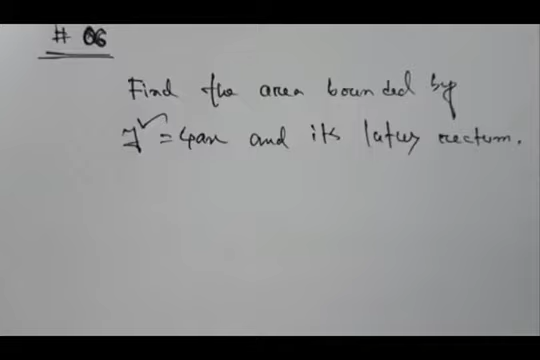 # 06
Find the area bounded by
y² = 4ax and its latus rectum.